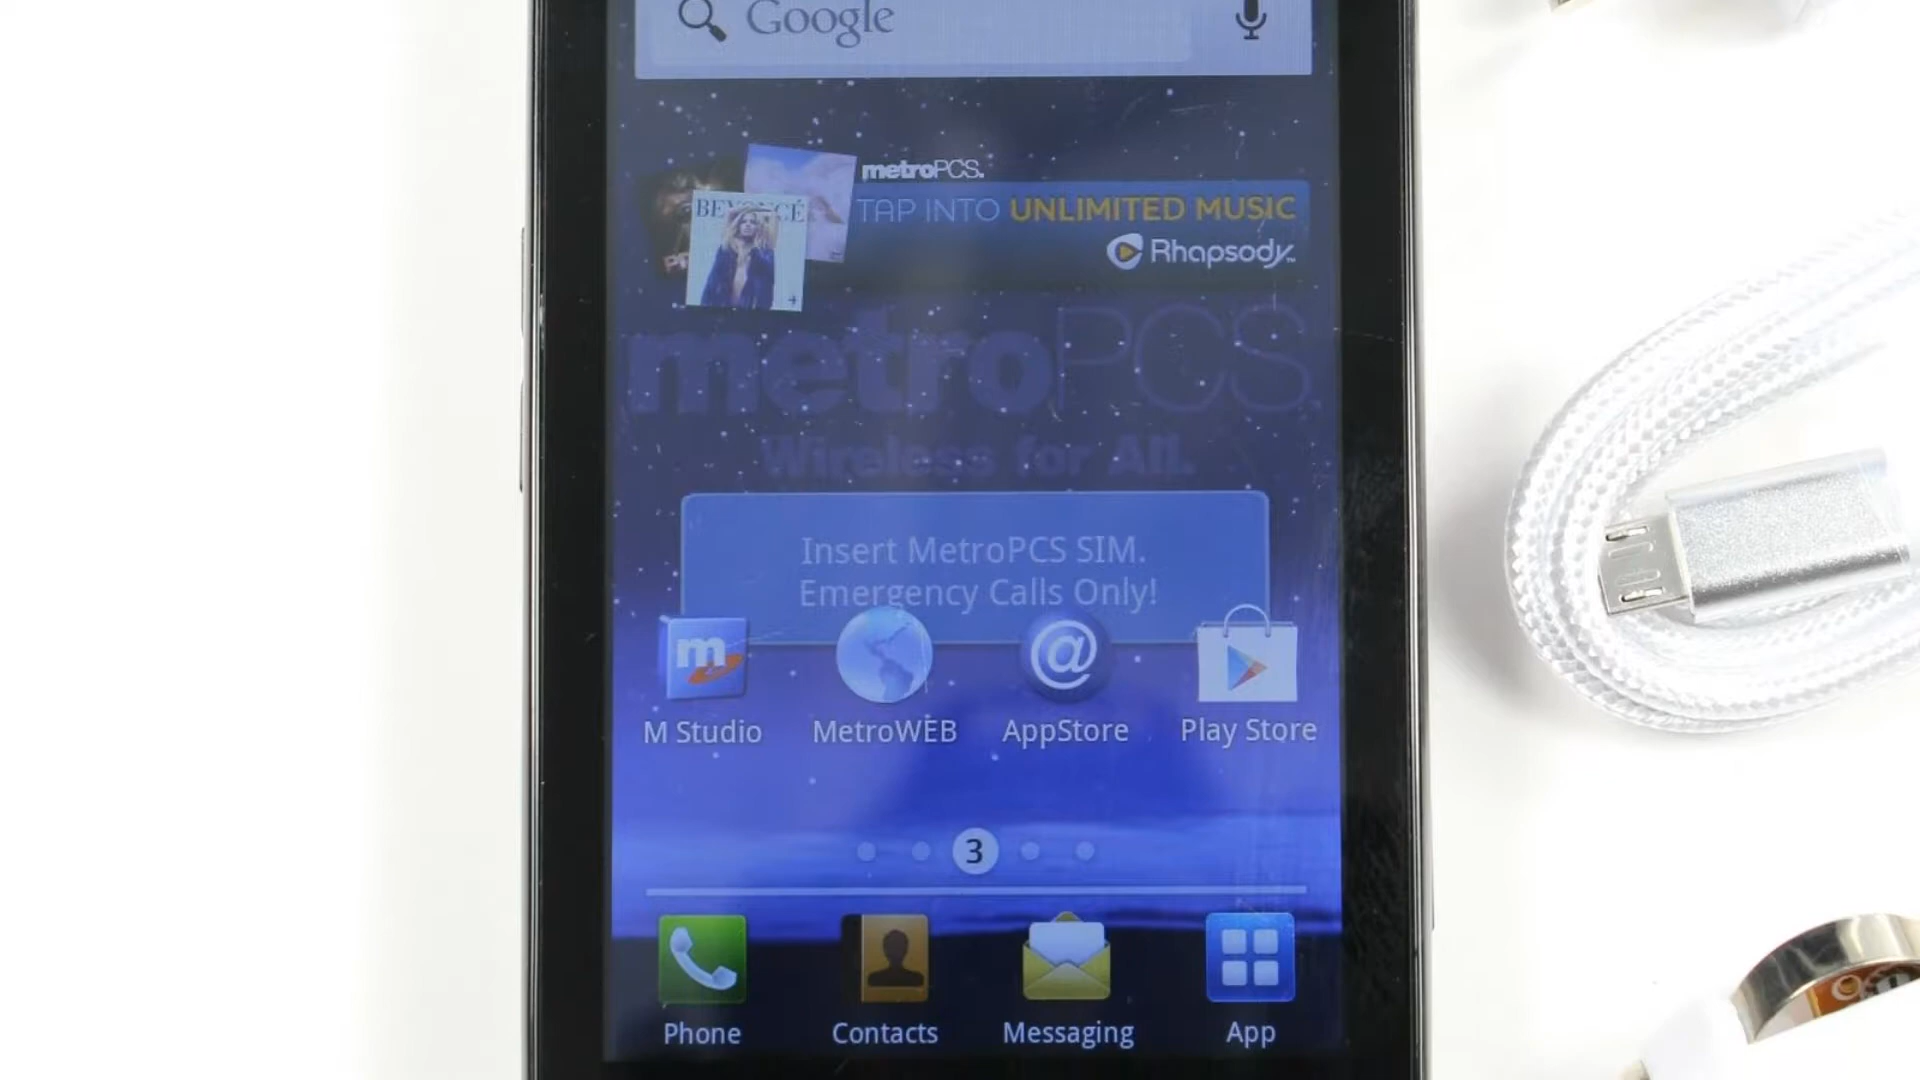 Google
metroPCS.
BEYONCÉ
TAP INTO UNLIMITED MUSIC
Rhapsody
metroPCS
Wireless for All.
Insert MetroPCS SIM.
Emergency Calls Only!
m
@
M Studio
MetroWEB
AppStore
Play Store
3
Phone
Contacts
Messaging
App